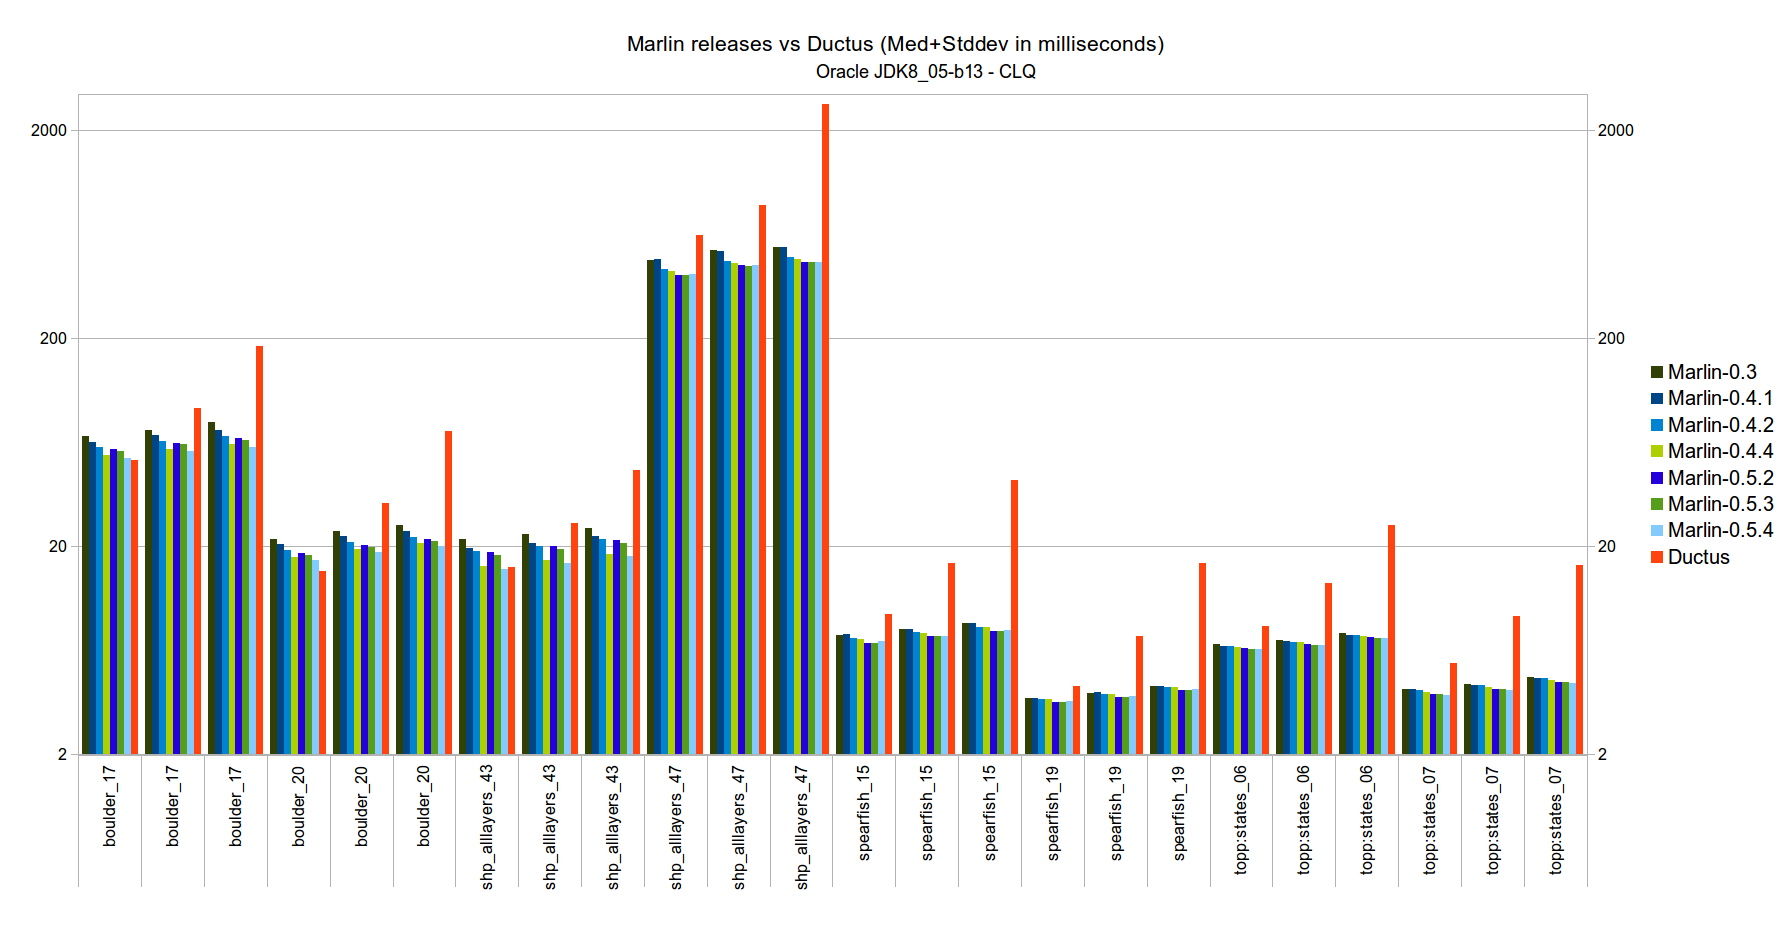 Marlin releases vs Ductus (Med+Stddev in milliseconds)
Oracle JDK8_05-b13 - CLQ
2000
200
20
2
2000
200
20
2
Marlin-0.3
Marlin-0.4.1
Marlin-0.4.2
Marlin-0.4.4
Marlin-0.5.2
Marlin-0.5.3
Marlin-0.5.4
Ductus
boulder_17
boulder_17
boulder_17
boulder_20
boulder_20
boulder_20
shp_alllayers_43
shp_alllayers_43
shp_alllayers_43
shp_alllayers_47
shp_alllayers_47
shp_alllayers_47
spearfish_15
spearfish_15
spearfish_15
spearfish_19
spearfish_19
spearfish_19
topp:states_06
topp:states_06
topp:states_06
topp:states_07
topp:states_07
topp:states_07